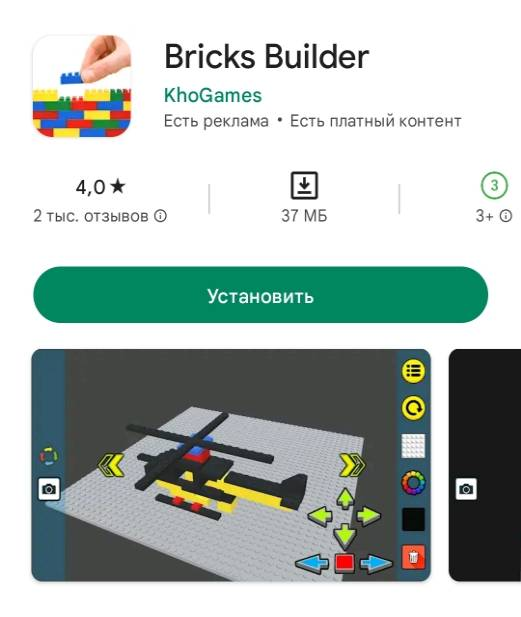 Bricks Builder
KhoGames
Есть реклама • Есть платный контент
4,0★
3
2 тыс. отзывов
37 МБ
3+
Установить